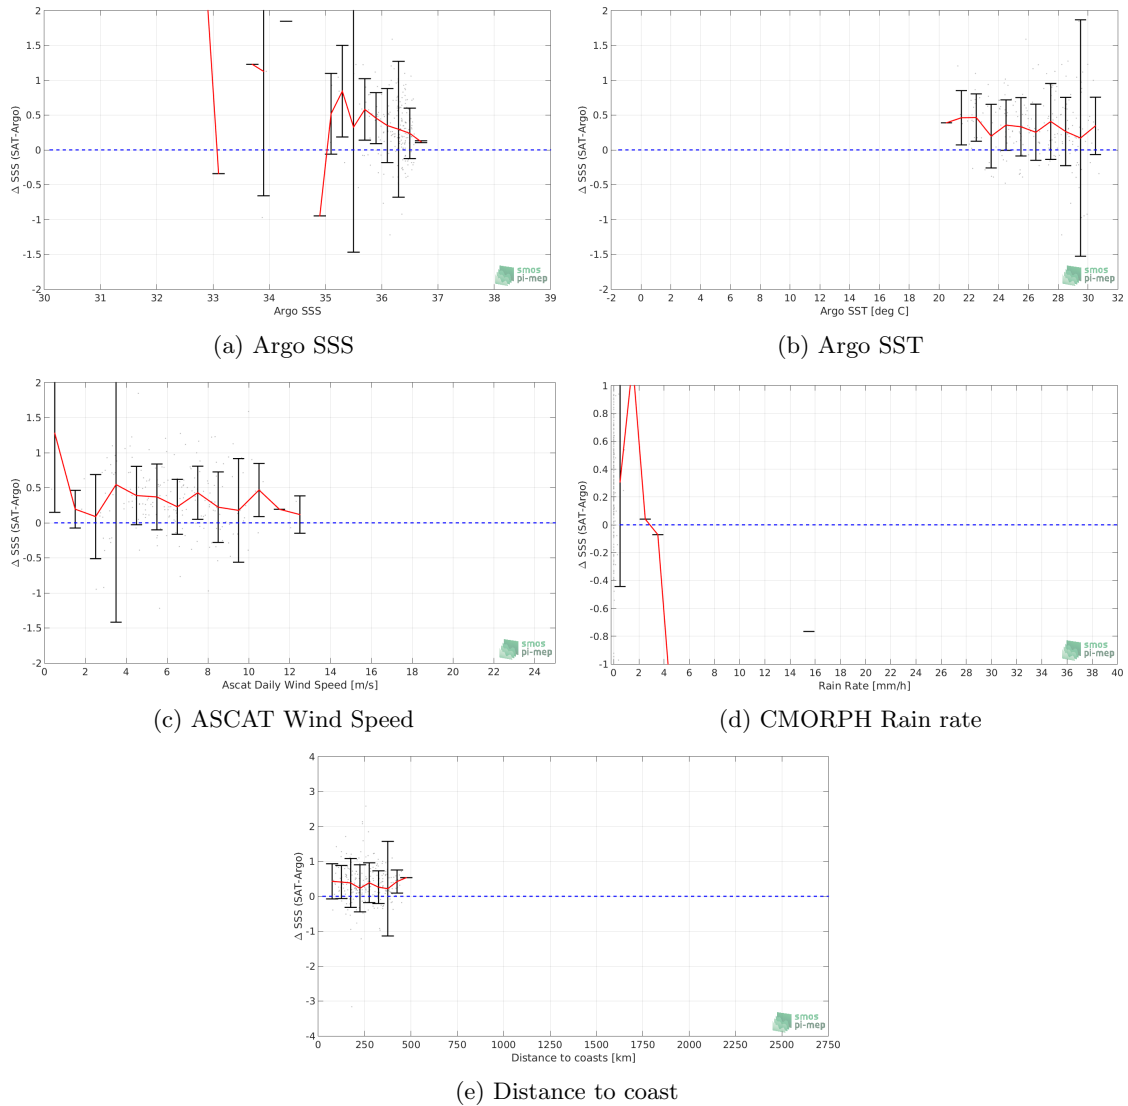 2
1.5
1
0.5
0
-0.5
-1
-1.5
-2
Δ SSS (SAT-Argo)
30 31 32 33 34 35 36 37 38 39
Argo SSS
smos
pi-mep
(a) Argo SSS
2
1.5
1
0.5
0
-0.5
-1
-1.5
-2
Δ SSS (SAT-Argo)
-2 0 2 4 6 8 10 12 14 16 18 20 22 24 26 28 30 32
Argo SST [deg C]
smos
pi-mep
(b) Argo SST
2
1.5
1
0.5
0
-0.5
-1
-1.5
-2
Δ SSS (SAT-Argo)
0 2 4 6 8 10 12 14 16 18 20 22 24
Ascat Daily Wind Speed [m/s]
smos
pi-mep
(c) ASCAT Wind Speed
1
0.8
0.6
0.4
0.2
0
-0.2
-0.4
-0.6
-0.8
-1
Δ SSS (SAT-Argo)
0 2 4 6 8 10 12 14 16 18 20 22 24 26 28 30 32 34 36 38 40
Rain Rate [mm/h]
smos
pi-mep
(d) CMORPH Rain rate
4
3
2
1
0
-1
-2
-3
-4
Δ SSS (SAT-Argo)
0 250 500 750 1000 1250 1500 1750 2000 2250 2500 2750
Distance to coasts [km]
smos
pi-mep
(e) Distance to coast